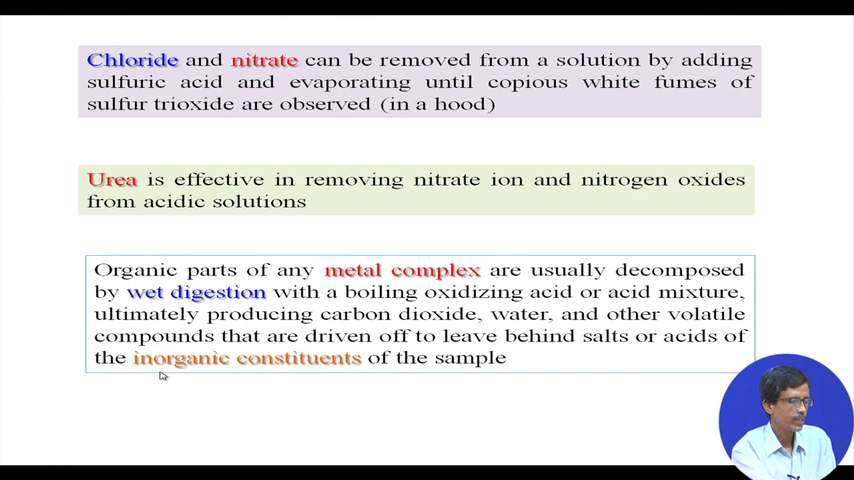 Chloride and nitrate can be removed from a solution by adding
sulfuric acid and evaporating until copious white fumes of
sulfur trioxide are observed (in a hood)
Urea is effective in removing nitrate ion and nitrogen oxides
from acidic solutions
Organic parts of any metal complex are usually decomposed
by wet digestion with a boiling oxidizing acid or acid mixture,
ultimately producing carbon dioxide, water, and other volatile
compounds that are driven off to leave behind salts or acids of
the inorganic constituents of the sample